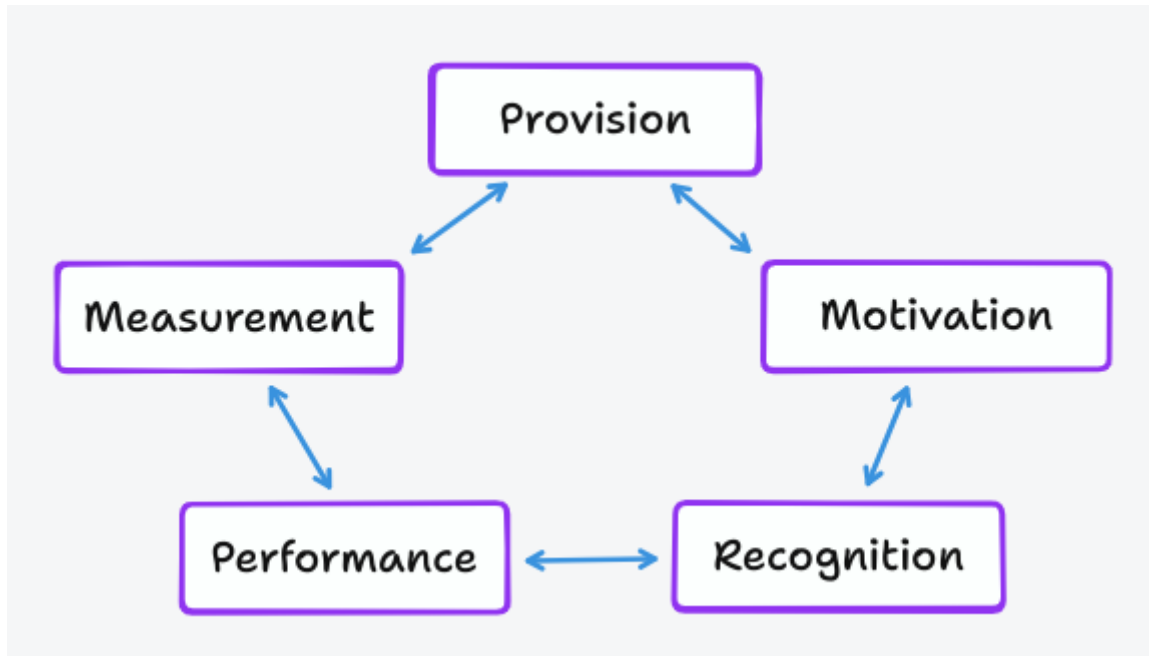 Provision
Measurement
Motivation
Performance
Recognition